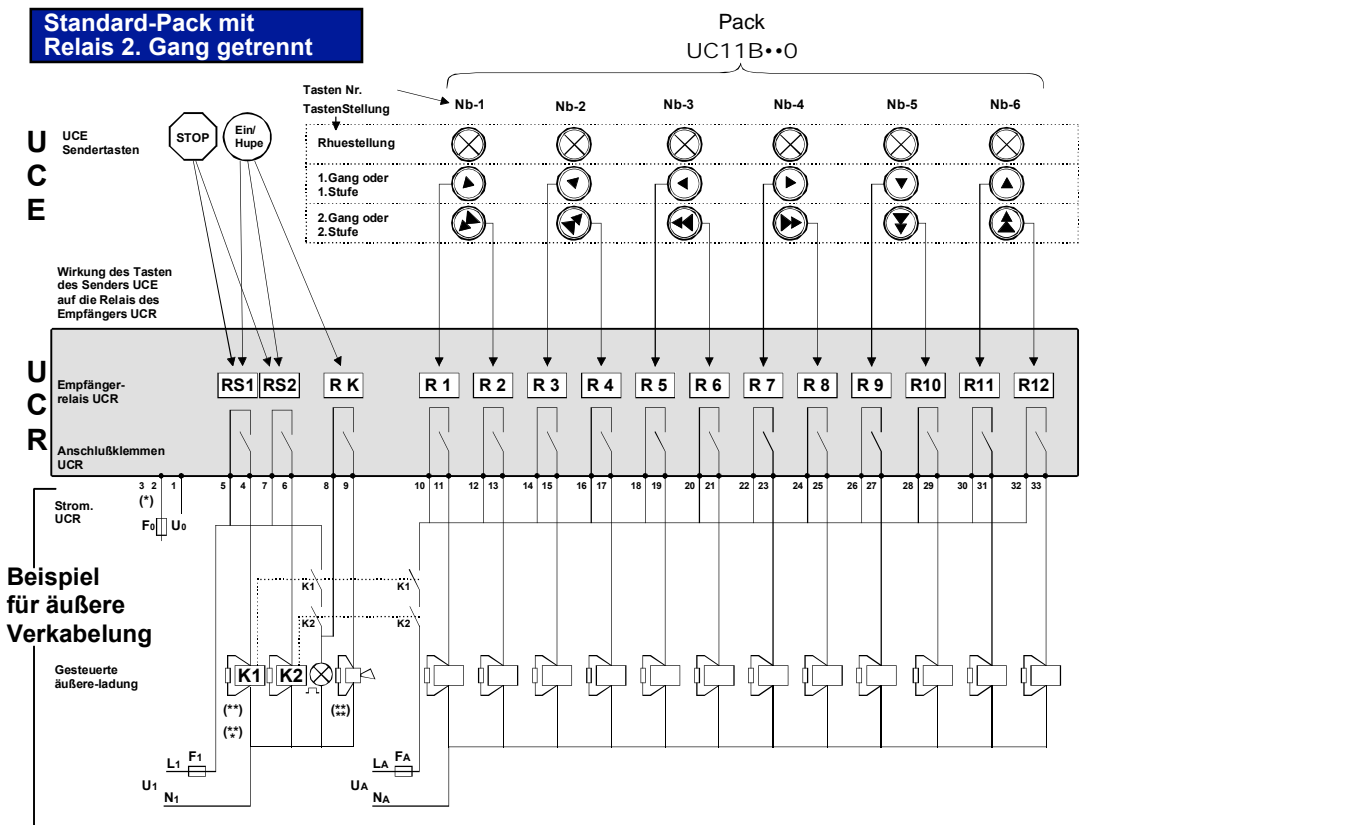 Standard-Pack mit
Relais 2. Gang getrennt
Pack
UC11B••0
Tasten Nr.
TastenStellung
Nb-1 Nb-2 Nb-3 Nb-4 Nb-5 Nb-6
U
C
E
UCE
Sendertasten
STOP
Ein/
Hupe
Rhuestellung
1.Gang oder
1.Stufe
2.Gang oder
2.Stufe
Wirkung des Tasten
des Senders UCE
auf die Relais des
Empfängers UCR
U
C
R
Empfänger-
relais UCR
RS1 RS2 R K R 1 R 2 R 3 R 4 R 5 R 6 R 7 R 8 R 9 R10 R11 R12
Anschlußklemmen
UCR
3 2 1 5 4 7 6 8 9 10 11 12 13 14 15 16 17 18 19 20 21 22 23 24 25 26 27 28 29 30 31 32 33
(*)
Strom.
UCR
F0 U0
Beispiel
für äußere
Verkabelung
K1 K1
K2 K2
Gesteuerte
äußere-ladung
K1 K2
(**) (**
**)
(**
*)
L1 F1
U1
N1
LA FA
UA
NA